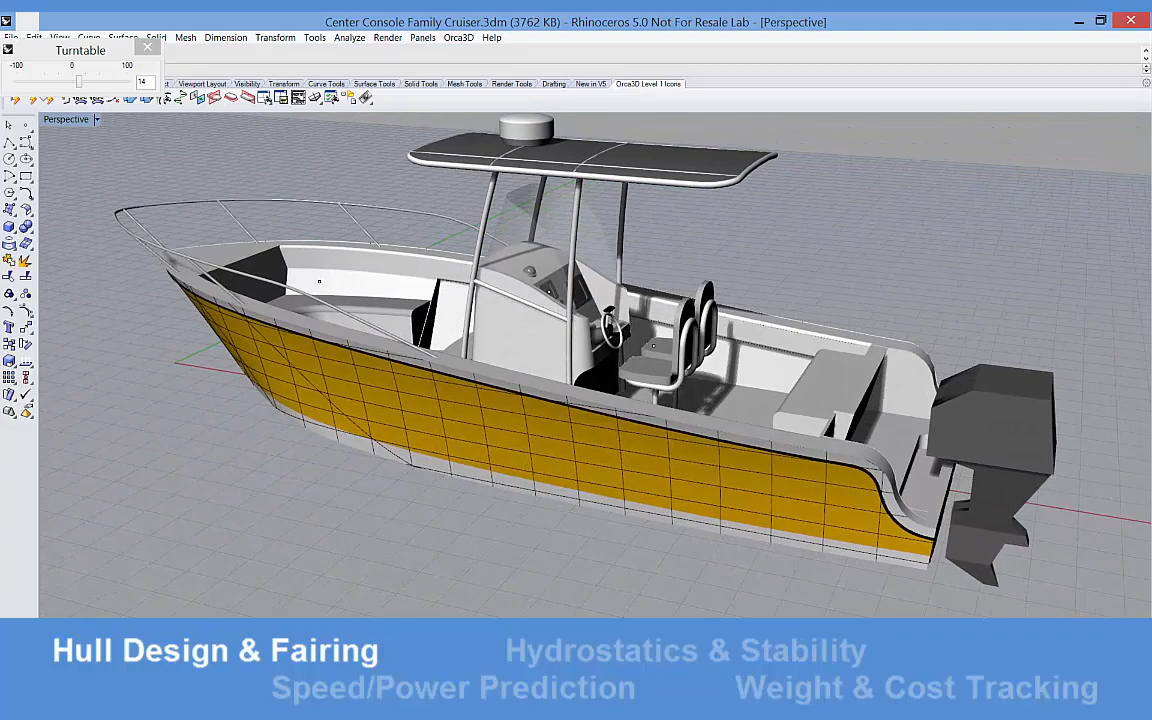 Center Console Family Cruiser.3dm (3762 KB) - Rhinoceros 5.0 Not For Resale Lab - [Perspective]
File Edit View Curve Surface Solid Mesh Dimension Transform Tools Analyze Render Panels Orca3D Help
Turntable
-100 0 100
14
Viewport Layout Visibility Transform Curve Tools Surface Tools Solid Tools Mesh Tools Render Tools Drafting New in V5 Orca3D Level 1 Icons
Perspective
Hull Design & Fairing Hydrostatics & Stability
Speed/Power Prediction Weight & Cost Tracking